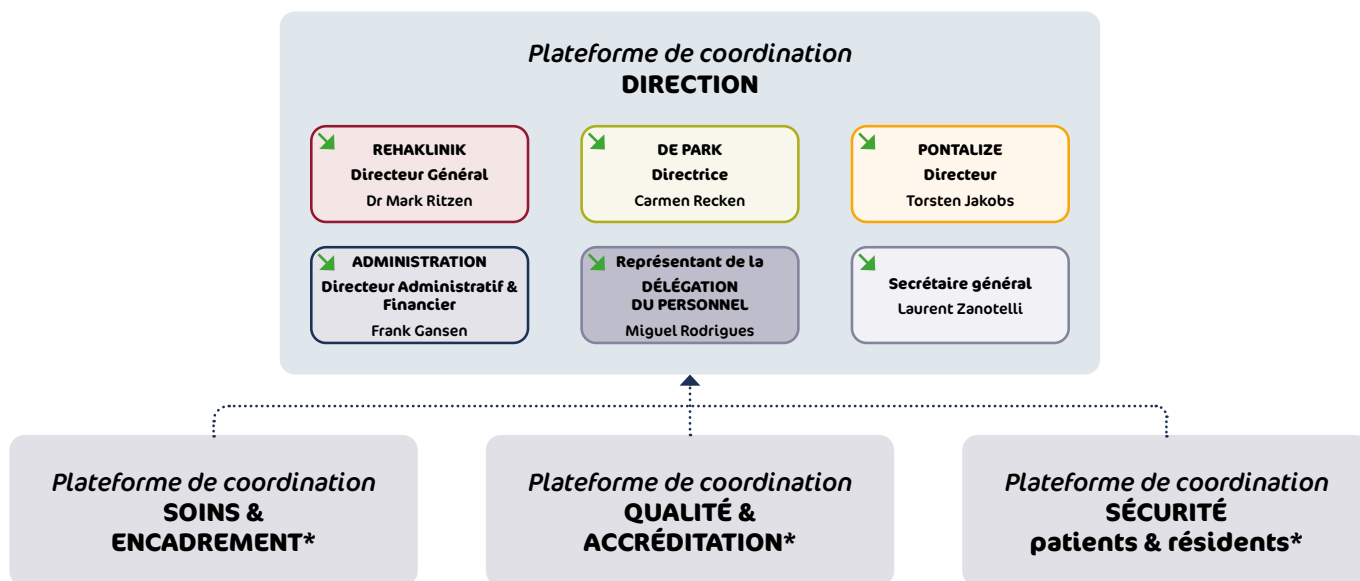 Plateforme de coordination
DIRECTION
REHAKLINIK
Directeur Général
Dr Mark Ritzen
DE PARK
Directrice
Carmen Recken
PONTALIZE
Directeur
Torsten Jakobs
ADMINISTRATION
Directeur Administratif &
Financier
Frank Gansen
Représentant de la
DÉLÉGATION
DU PERSONNEL
Miguel Rodrigues
Secrétaire général
Laurent Zanotelli
Plateforme de coordination
SOINS &
ENCADREMENT*
Plateforme de coordination
QUALITÉ &
ACCRÉDITATION*
Plateforme de coordination
SÉCURITÉ
patients & résidents*